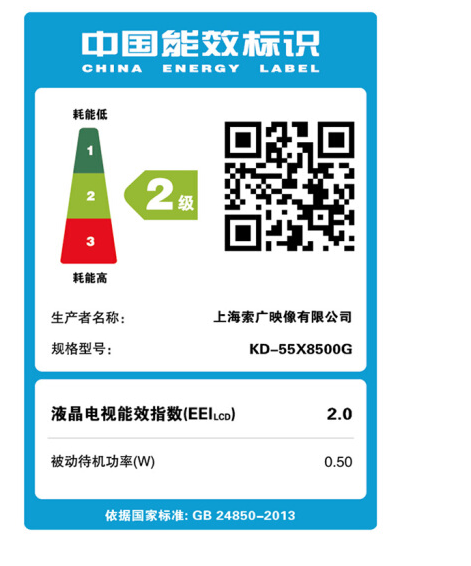 中国能效标识
CHINA ENERGY LABEL
耗能低
1
2
3
2级
耗能高
生产者名称: 上海索广映像有限公司
规格型号: KD-55X8500G
液晶电视能效指数(EEILCD) 2.0
被动待机功率(W) 0.50
依据国家标准: GB 24850-2013